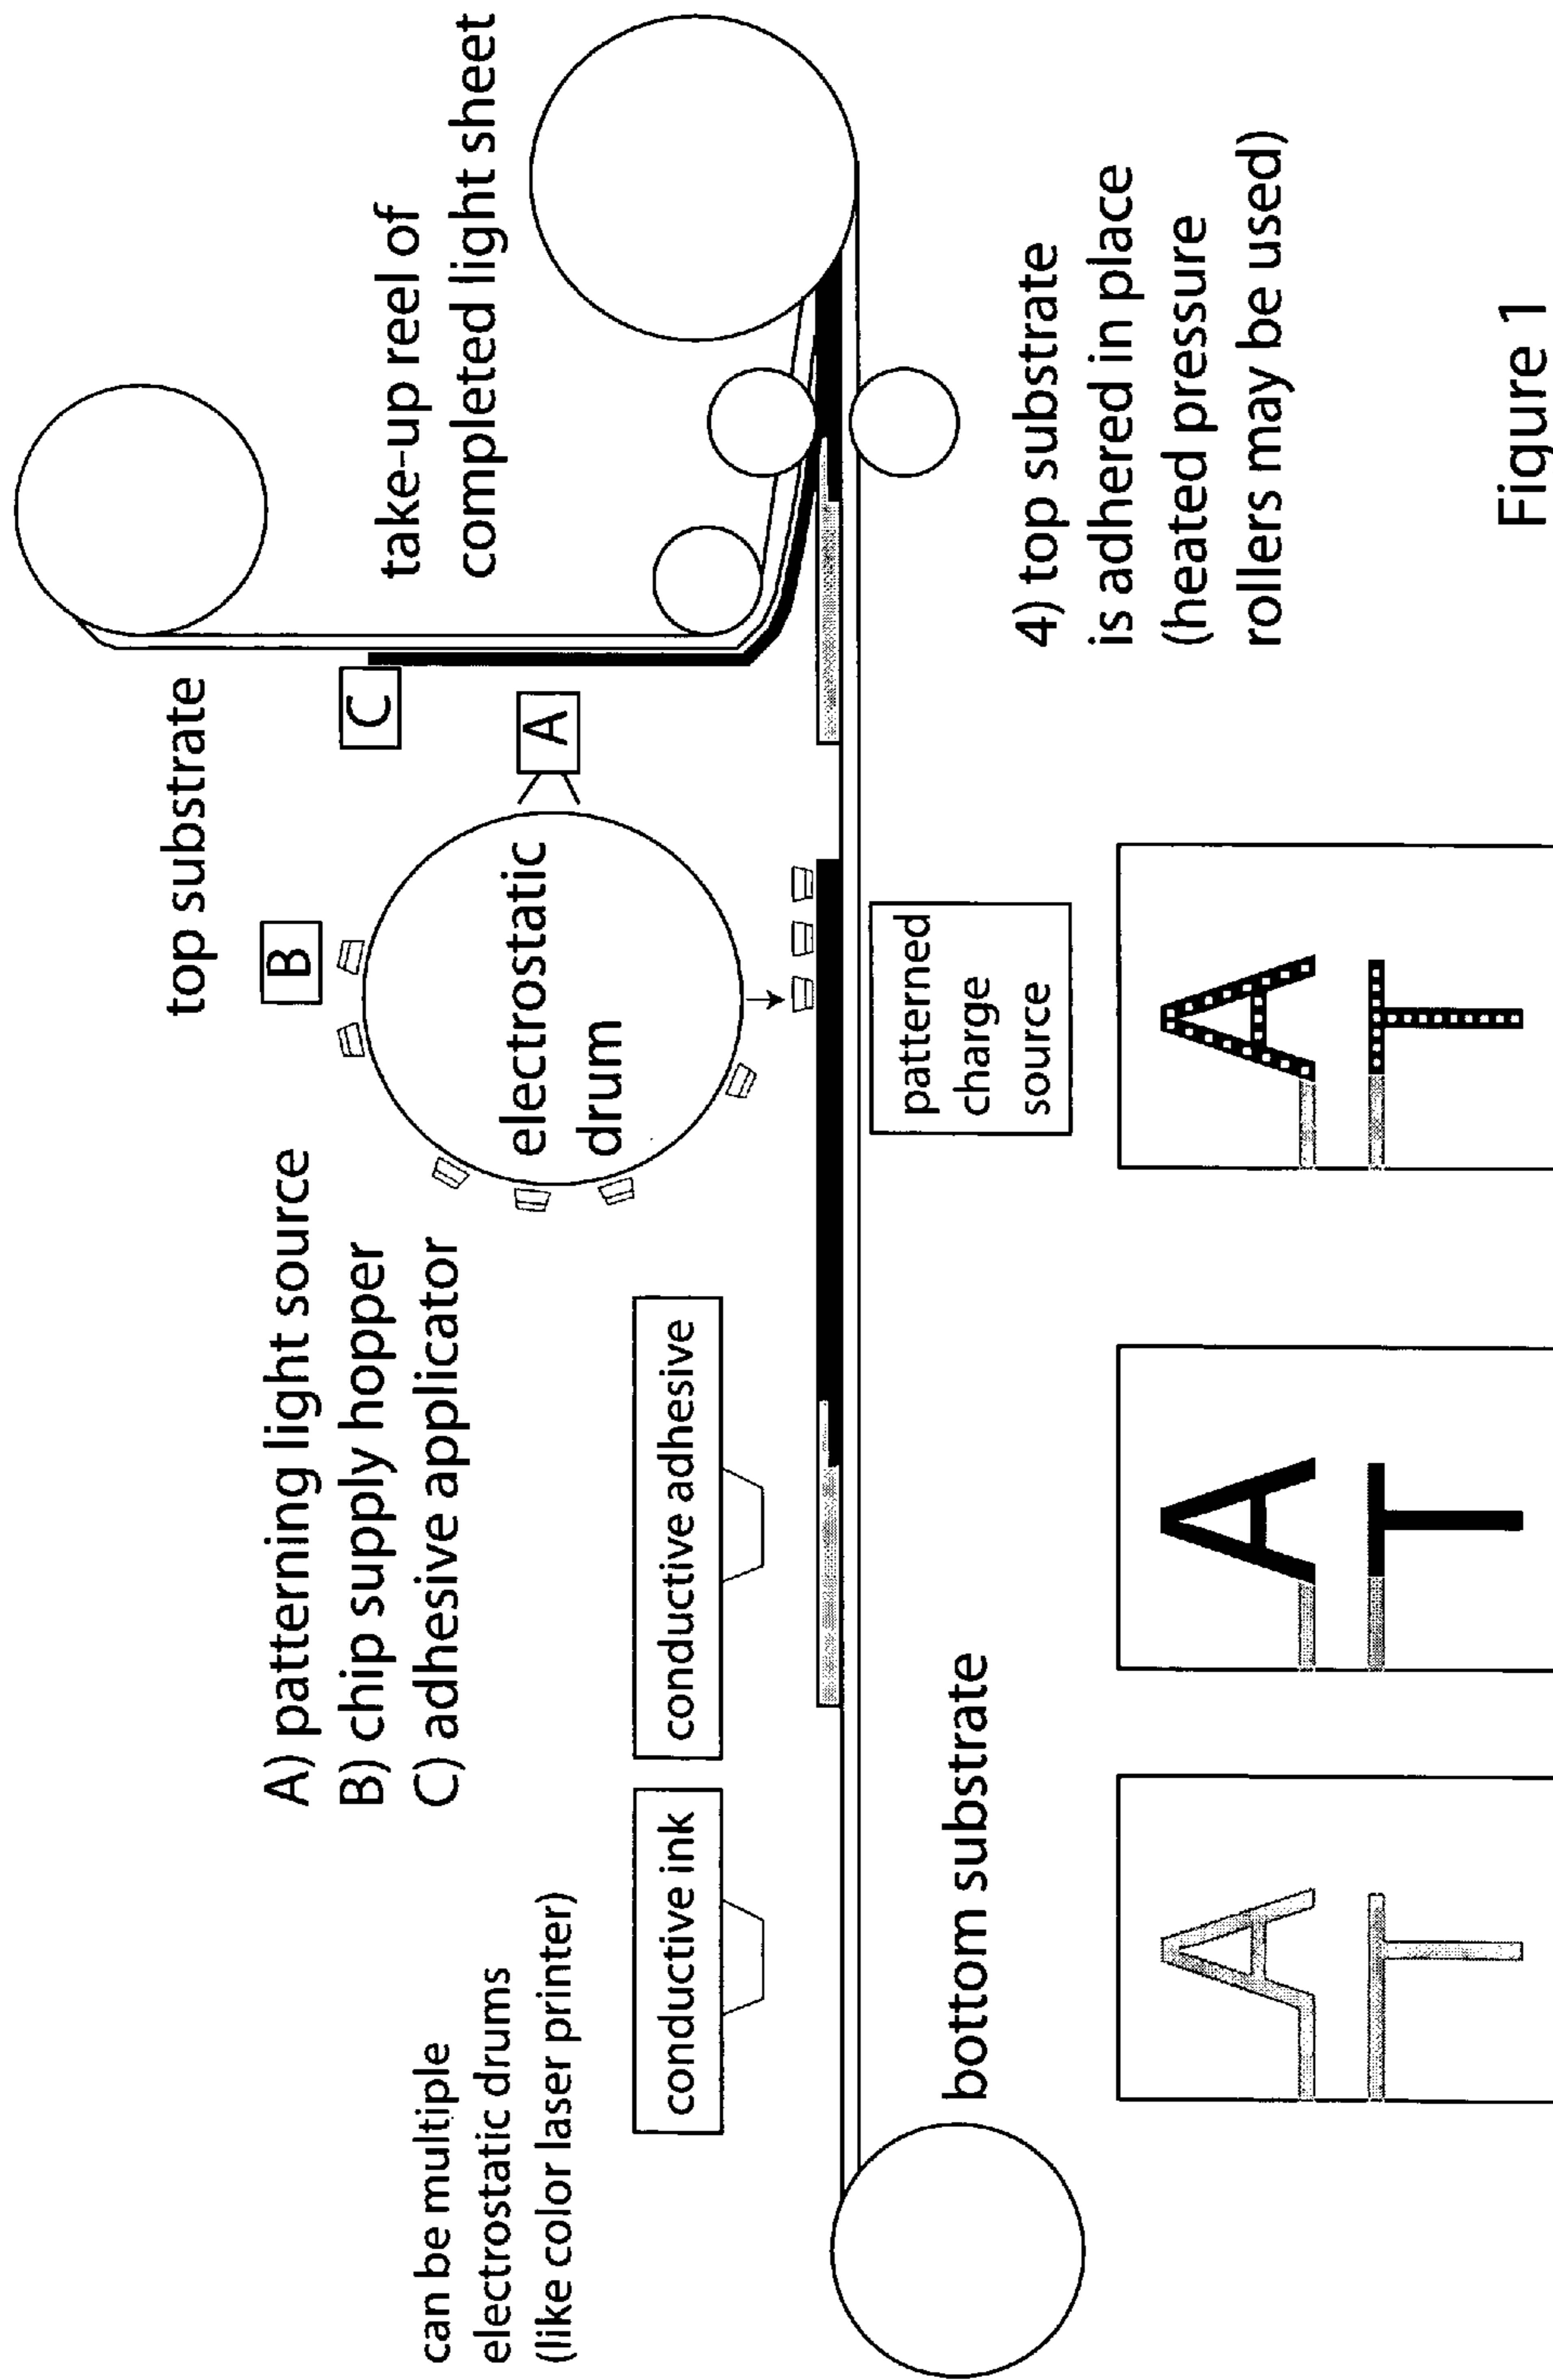 can be multiple
electrostatic drums
(like color laser printer)
A) patterning light source
B) chip supply hopper
C) adhesive applicator
top substrate
take-up reel of
completed light sheet
B
C
A
electrostatic
drum
conductive ink
conductive adhesive
patterned
charge
source
bottom substrate
4) top substrate
is adhered in place
(heated pressure
rollers may be used)
A
T
A
T
A
T
Figure 1